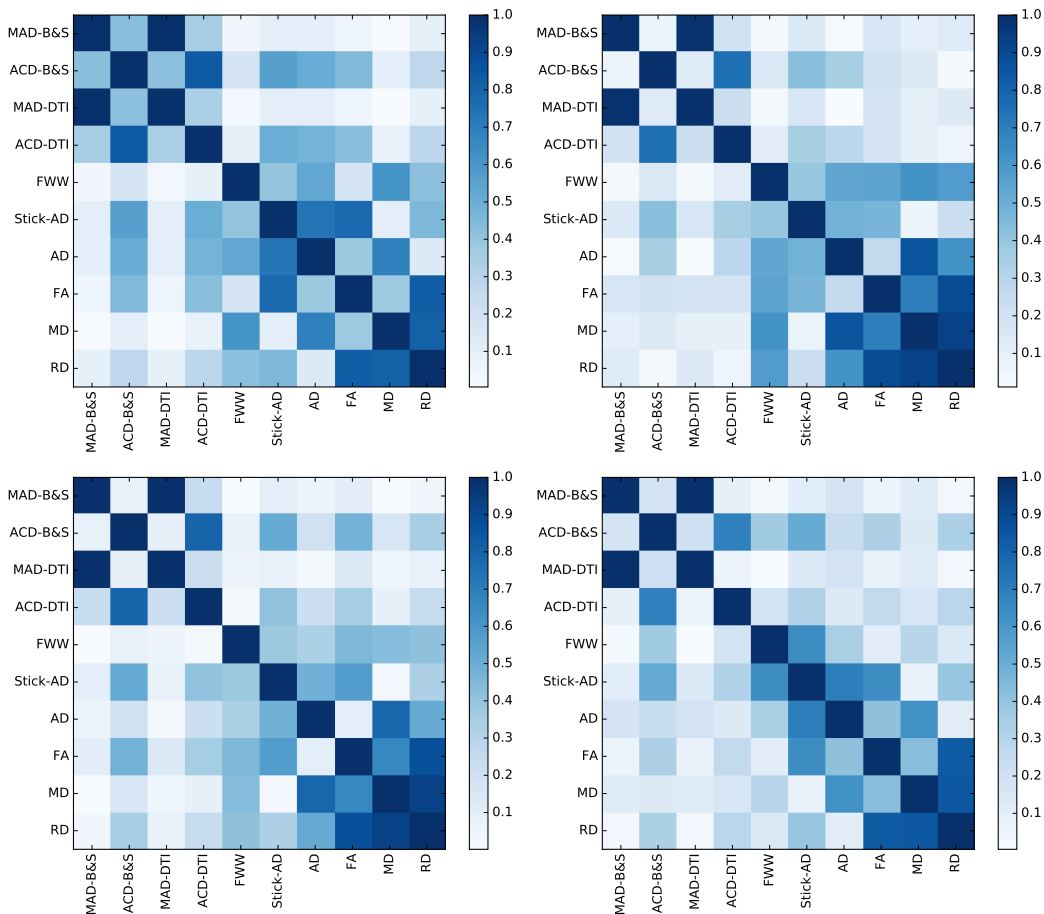 MAD-B&S
ACD-B&S
MAD-DTI
ACD-DTI
FWW
Stick-AD
AD
FA
MD
RD
MAD-B&S
ACD-B&S
MAD-DTI
ACD-DTI
FWW
Stick-AD
AD
FA
MD
RD
1.0
0.9
0.8
0.7
0.6
0.5
0.4
0.3
0.2
0.1
MAD-B&S
ACD-B&S
MAD-DTI
ACD-DTI
FWW
Stick-AD
AD
FA
MD
RD
MAD-B&S
ACD-B&S
MAD-DTI
ACD-DTI
FWW
Stick-AD
AD
FA
MD
RD
1.0
0.9
0.8
0.7
0.6
0.5
0.4
0.3
0.2
0.1
MAD-B&S
ACD-B&S
MAD-DTI
ACD-DTI
FWW
Stick-AD
AD
FA
MD
RD
MAD-B&S
ACD-B&S
MAD-DTI
ACD-DTI
FWW
Stick-AD
AD
FA
MD
RD
1.0
0.9
0.8
0.7
0.6
0.5
0.4
0.3
0.2
0.1
MAD-B&S
ACD-B&S
MAD-DTI
ACD-DTI
FWW
Stick-AD
AD
FA
MD
RD
MAD-B&S
ACD-B&S
MAD-DTI
ACD-DTI
FWW
Stick-AD
AD
FA
MD
RD
1.0
0.9
0.8
0.7
0.6
0.5
0.4
0.3
0.2
0.1